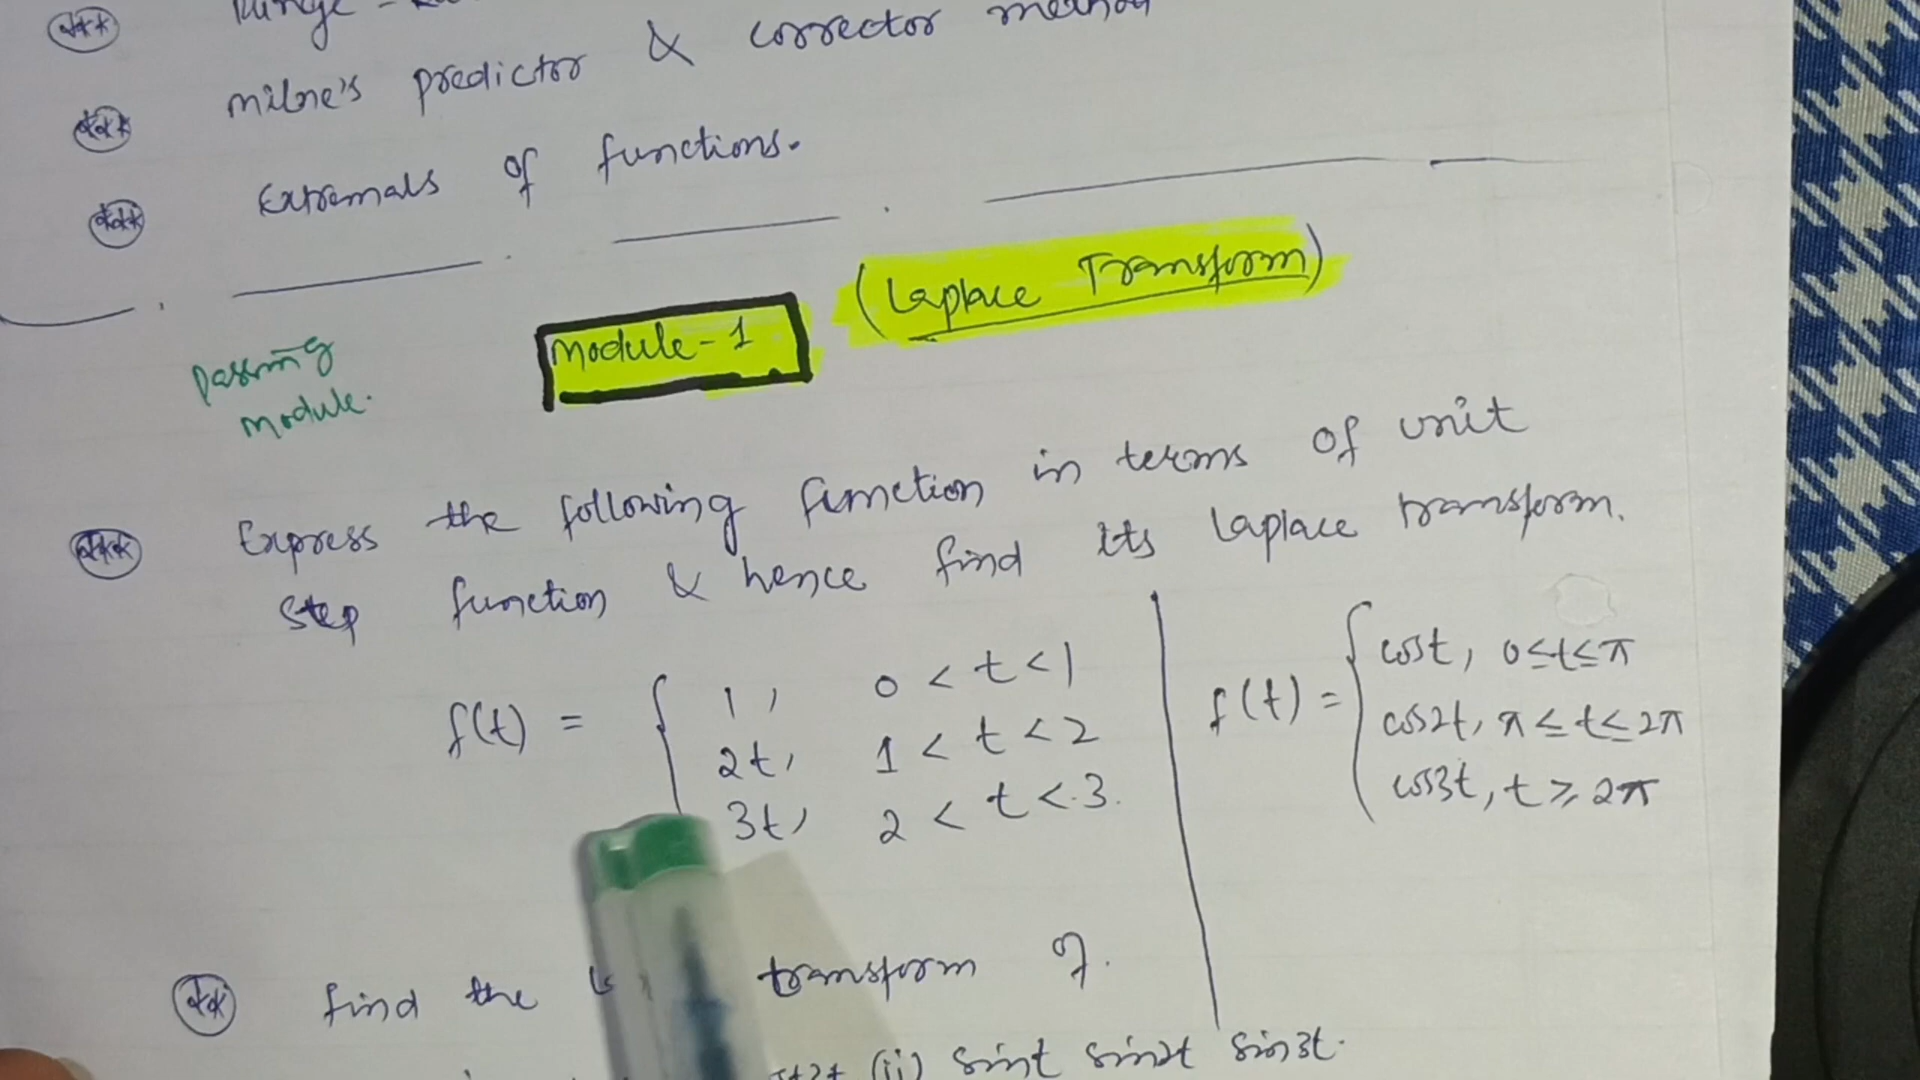 Runge -
Milne's predictor & corrector method
Extremals of functions.
Module-1 (Laplace Transform)
passing
module.
Express the following function in terms of unit
step function & hence find its Laplace transform.
f(t) = { 1, 0 < t < 1
2t, 1 < t < 2
3t, 2 < t < 3.
f(t) = { cost, 0 ≤ t ≤ π
cos2t, π ≤ t ≤ 2π
cos3t, t ≥ 2π
find the transform of.
(ii) sint sin2t sin3t.